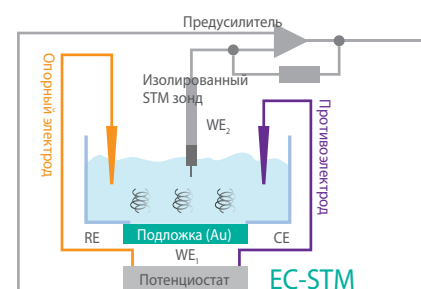 Предусилитель
Изолированный
STM зонд
Опорный электрод
WE₂
Противоэлектрод
RE
Подложка (Au)
CE
WE₁
Потенциостат
EC-STM